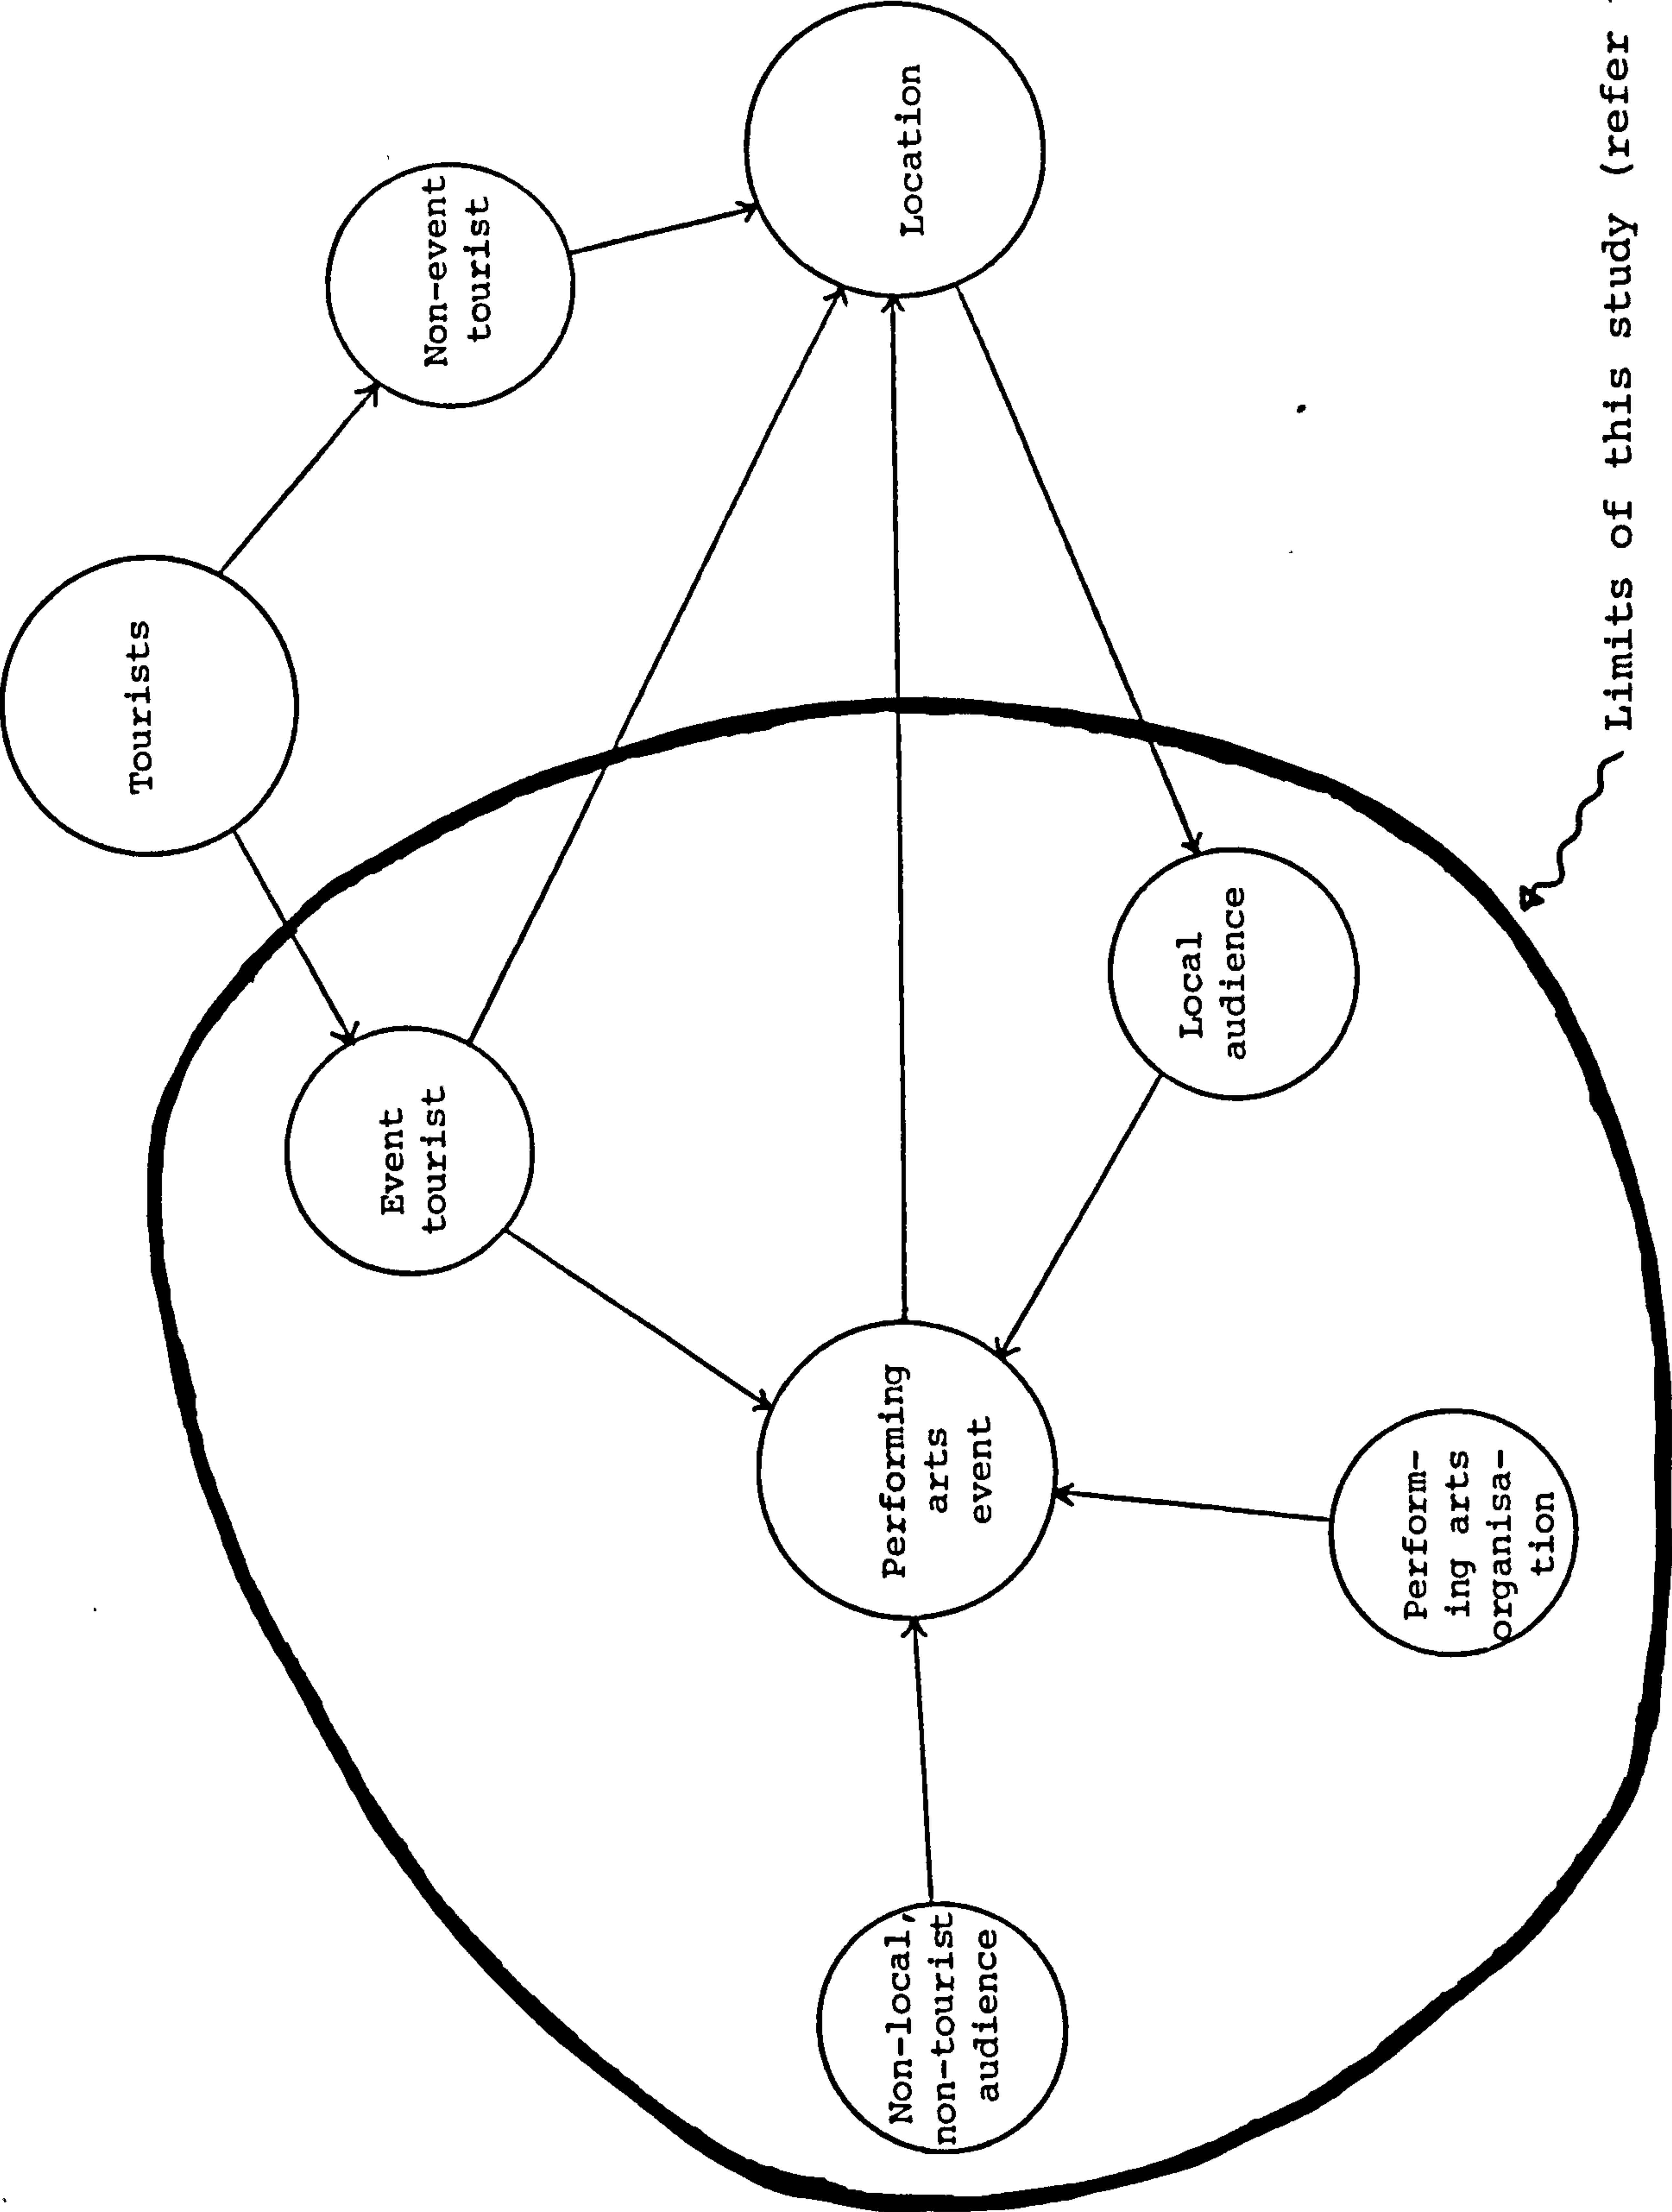 Tourists
Event
tourist
Non-event
tourist
Non-local,
non-tourist
audience
Performing
arts
event
Location
Local
audience
Perform-
ing arts
organisa-
tion
Limits of this study (refer